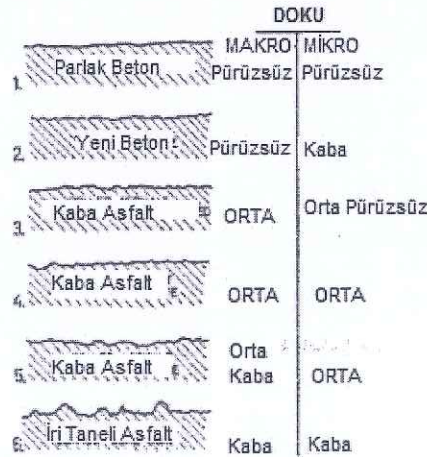 DOKU
MAKRO MİKRO
1. Parlak Beton Pürüzsüz Pürüzsüz
2. Yeni Beton Pürüzsüz Kaba
3. Kaba Asfalt ORTA Orta Pürüzsüz
4. Kaba Asfalt ORTA ORTA
Orta
5. Kaba Asfalt Kaba ORTA
6. İri Taneli Asfalt Kaba Kaba